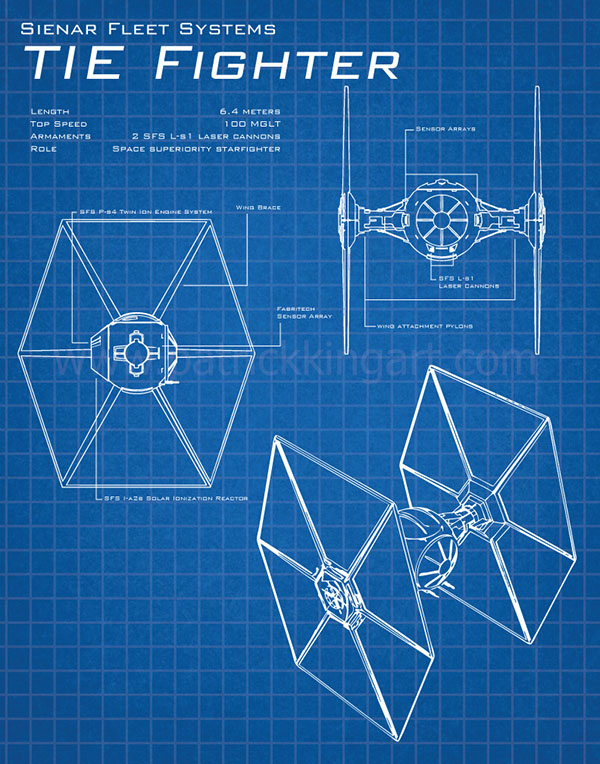 Sienar Fleet Systems
TIE Fighter
Length 6.4 meters
Top Speed 100 MGLT
Armaments 2 SFS L-s1 laser cannons
Role Space superiority starfighter
Sensor Arrays
SFS P-s4 Twin Ion Engine System
Wing Brace
SFS L-s1
Laser Cannons
Fabritech
Sensor Array
wing attachment pylons
www.patrickkingart.com
SFS I-a2b Solar Ionization Reactor